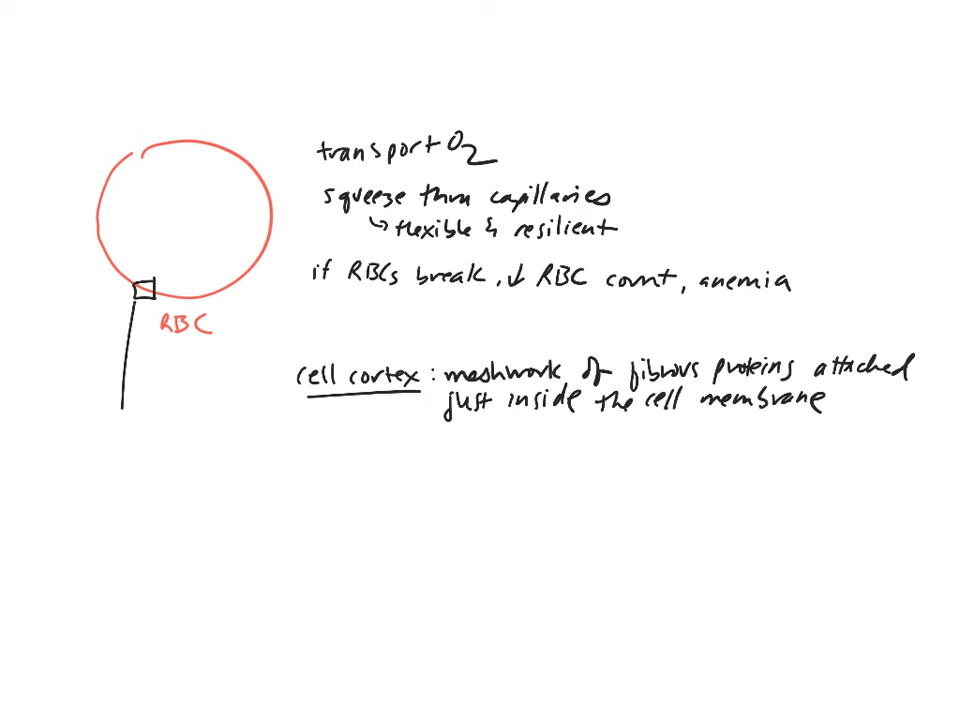 transport O2
squeeze thru capillaries
↳ flexible & resilient
if RBCs break, ↓ RBC count, anemia
RBC
cell cortex: meshwork of fibrous proteins attached
just inside the cell membrane